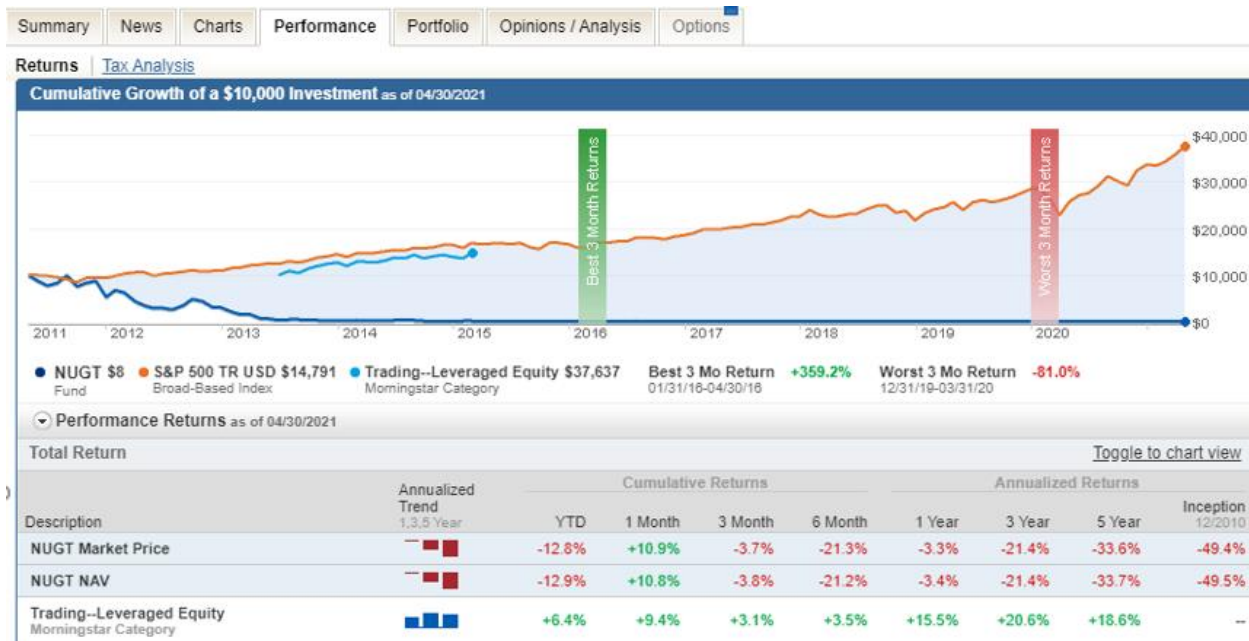 Summary News Charts Performance Portfolio Opinions / Analysis Options
Returns | Tax Analysis
Cumulative Growth of a $10,000 Investment as of 04/30/2021
Best 3 Month Returns
Worst 3 Month Returns
$40,000
$30,000
$20,000
$10,000
$0
2011 2012 2013 2014 2015 2016 2017 2018 2019 2020
NUGT $8 S&P 500 TR USD $14,791 Trading--Leveraged Equity $37,637 Best 3 Mo Return +359.2% Worst 3 Mo Return -81.0%
Fund Broad-Based Index Morningstar Category 01/31/16-04/30/16 12/31/19-03/31/20
Performance Returns as of 04/30/2021
Total Return Toggle to chart view
Cumulative Returns Annualized Returns
Description Annualized Trend 1,3,5 Year YTD 1 Month 3 Month 6 Month 1 Year 3 Year 5 Year Inception 12/2010
NUGT Market Price -12.8% +10.9% -3.7% -21.3% -3.3% -21.4% -33.6% -49.4%
NUGT NAV -12.9% +10.8% -3.8% -21.2% -3.4% -21.4% -33.7% -49.5%
Trading--Leveraged Equity +6.4% +9.4% +3.1% +3.5% +15.5% +20.6% +18.6% --
Morningstar Category